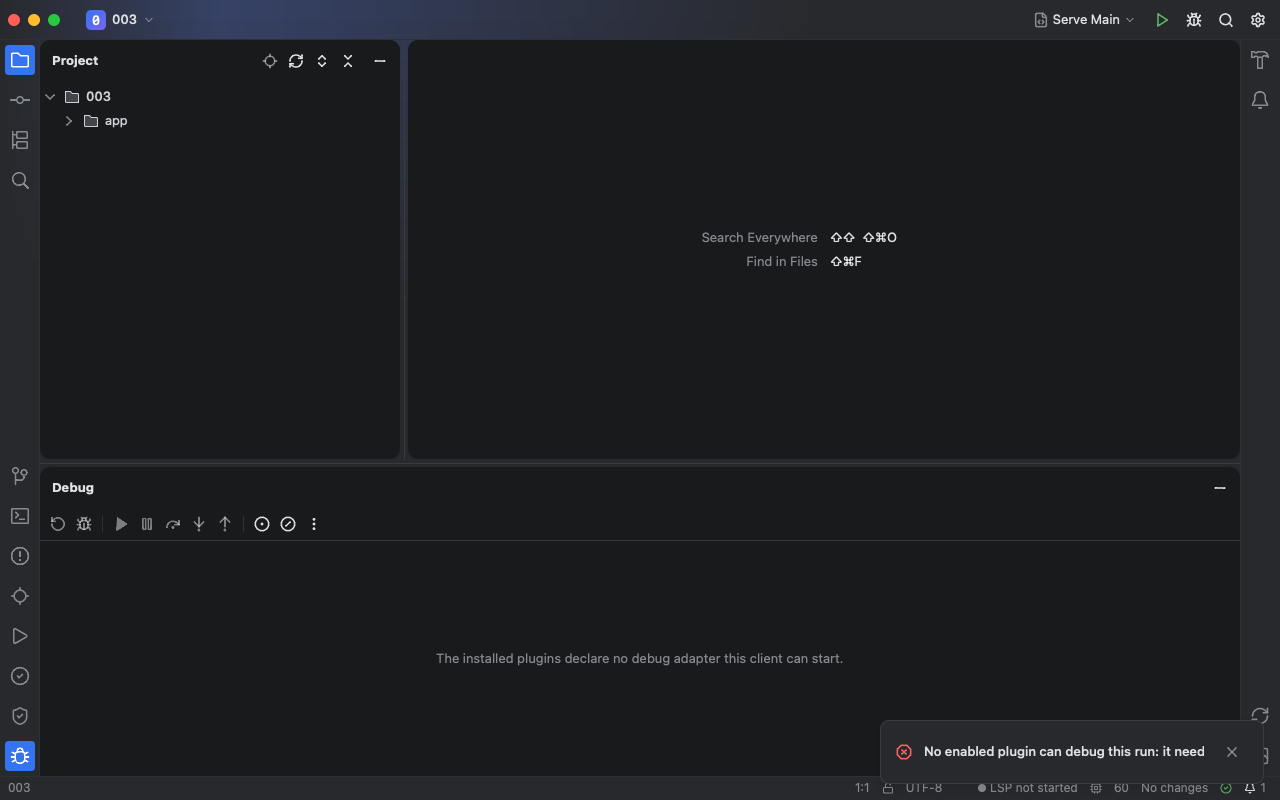 0 003
Serve Main
Project
003
app
Search Everywhere ⇧⇧ ⇧⌘O
Find in Files ⇧⌘F
Debug
The installed plugins declare no debug adapter this client can start.
No enabled plugin can debug this run: it need
003
1:1
UTF-8
LSP not started
60
No changes
1